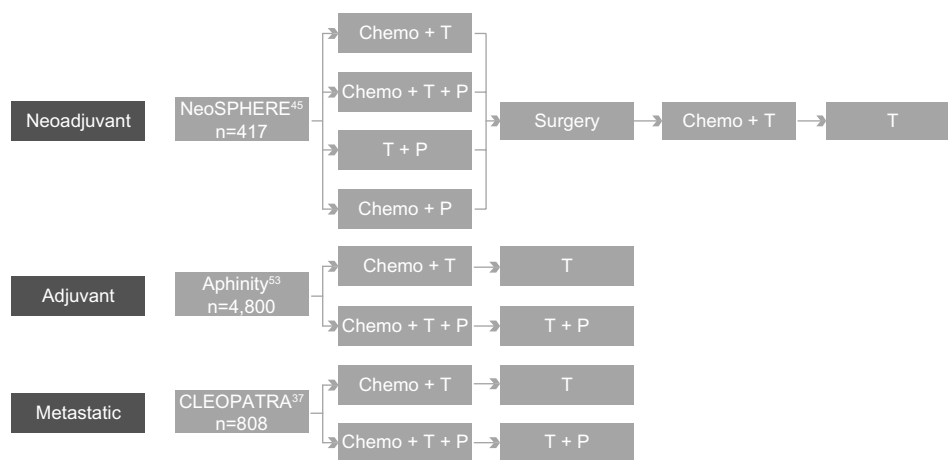 Neoadjuvant
NeoSPHERE⁴⁵
n=417
Chemo + T
Chemo + T + P
T + P
Chemo + P
Surgery
Chemo + T
T
Adjuvant
Aphinity⁵³
n=4,800
Chemo + T
T
Chemo + T + P
T + P
Metastatic
CLEOPATRA³⁷
n=808
Chemo + T
T
Chemo + T + P
T + P